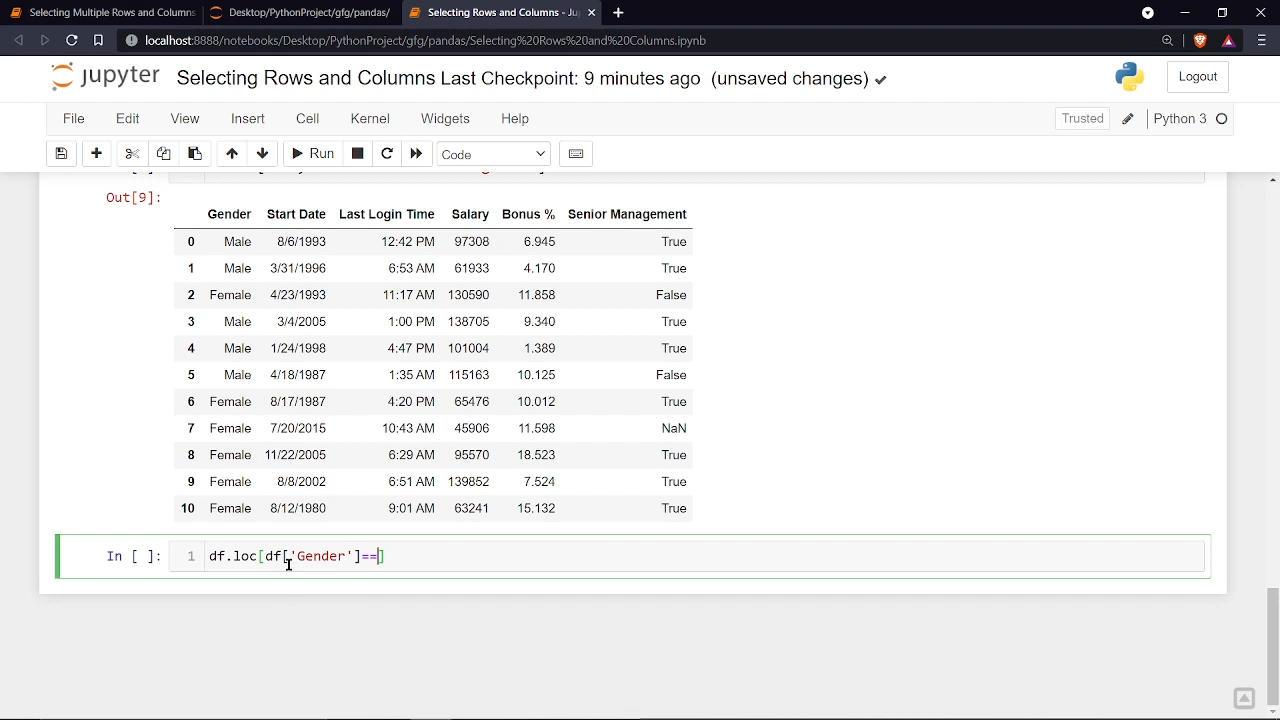 Selecting Multiple Rows and Columns
Desktop/PythonProject/gfg/pandas/
Selecting Rows and Columns - Ju
localhost:8888/notebooks/Desktop/PythonProject/gfg/pandas/Selecting%20Rows%20and%20Columns.ipynb
jupyter Selecting Rows and Columns Last Checkpoint: 9 minutes ago (unsaved changes) Logout
File Edit View Insert Cell Kernel Widgets Help Trusted Python 3
Run Code
Out[9]:
Gender Start Date Last Login Time Salary Bonus % Senior Management
0 Male 8/6/1993 12:42 PM 97308 6.945 True
1 Male 3/31/1996 6:53 AM 61933 4.170 True
2 Female 4/23/1993 11:17 AM 130590 11.858 False
3 Male 3/4/2005 1:00 PM 138705 9.340 True
4 Male 1/24/1998 4:47 PM 101004 1.389 True
5 Male 4/18/1987 1:35 AM 115163 10.125 False
6 Female 8/17/1987 4:20 PM 65476 10.012 True
7 Female 7/20/2015 10:43 AM 45906 11.598 NaN
8 Female 11/22/2005 6:29 AM 95570 18.523 True
9 Female 8/8/2002 6:51 AM 139852 7.524 True
10 Female 8/12/1980 9:01 AM 63241 15.132 True
In [ ]: 1 df.loc[df['Gender']==]